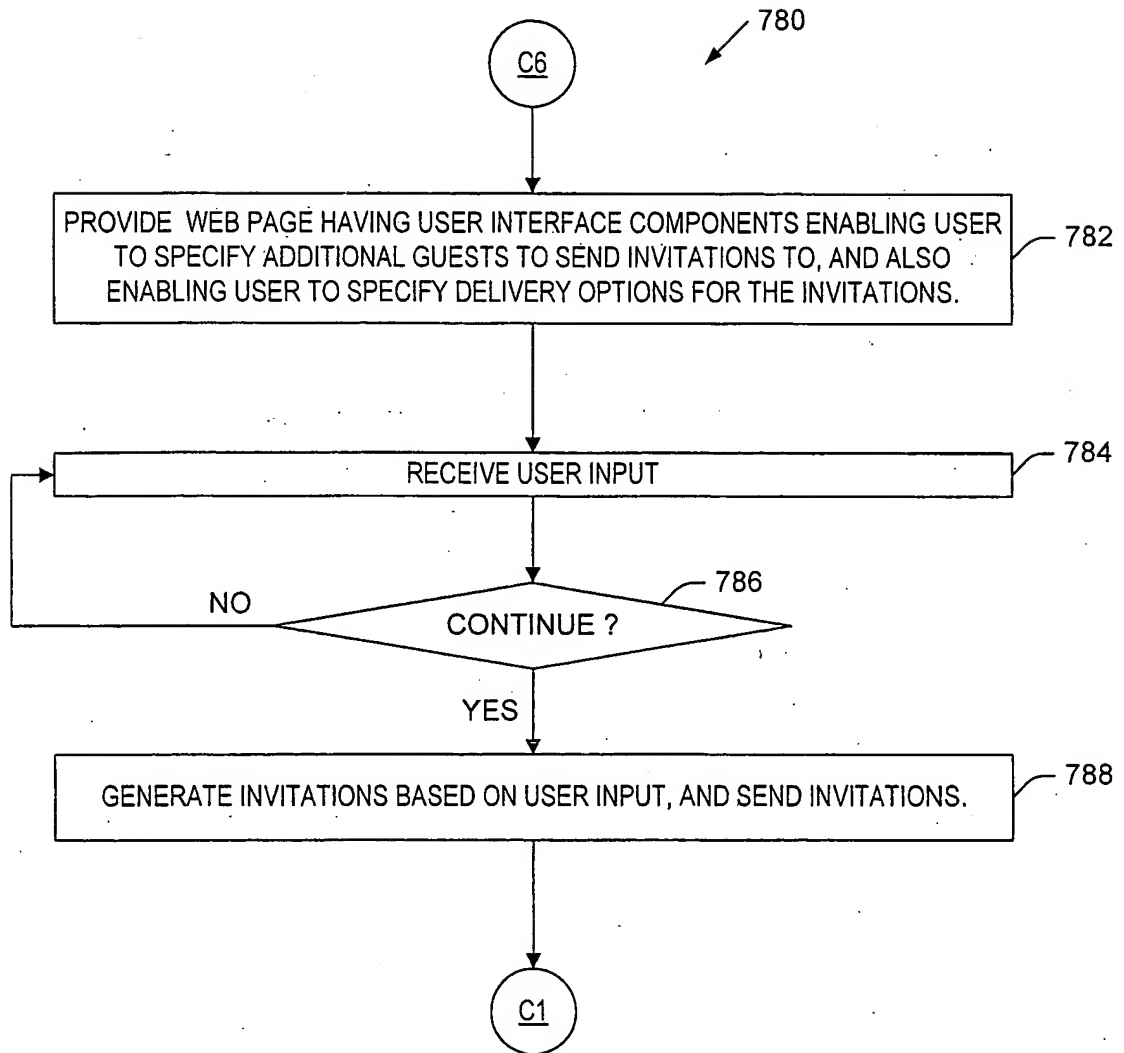 780
C6
PROVIDE WEB PAGE HAVING USER INTERFACE COMPONENTS ENABLING USER
TO SPECIFY ADDITIONAL GUESTS TO SEND INVITATIONS TO, AND ALSO
ENABLING USER TO SPECIFY DELIVERY OPTIONS FOR THE INVITATIONS.
782
784
RECEIVE USER INPUT
786
NO
CONTINUE ?
YES
788
GENERATE INVITATIONS BASED ON USER INPUT, AND SEND INVITATIONS.
C1